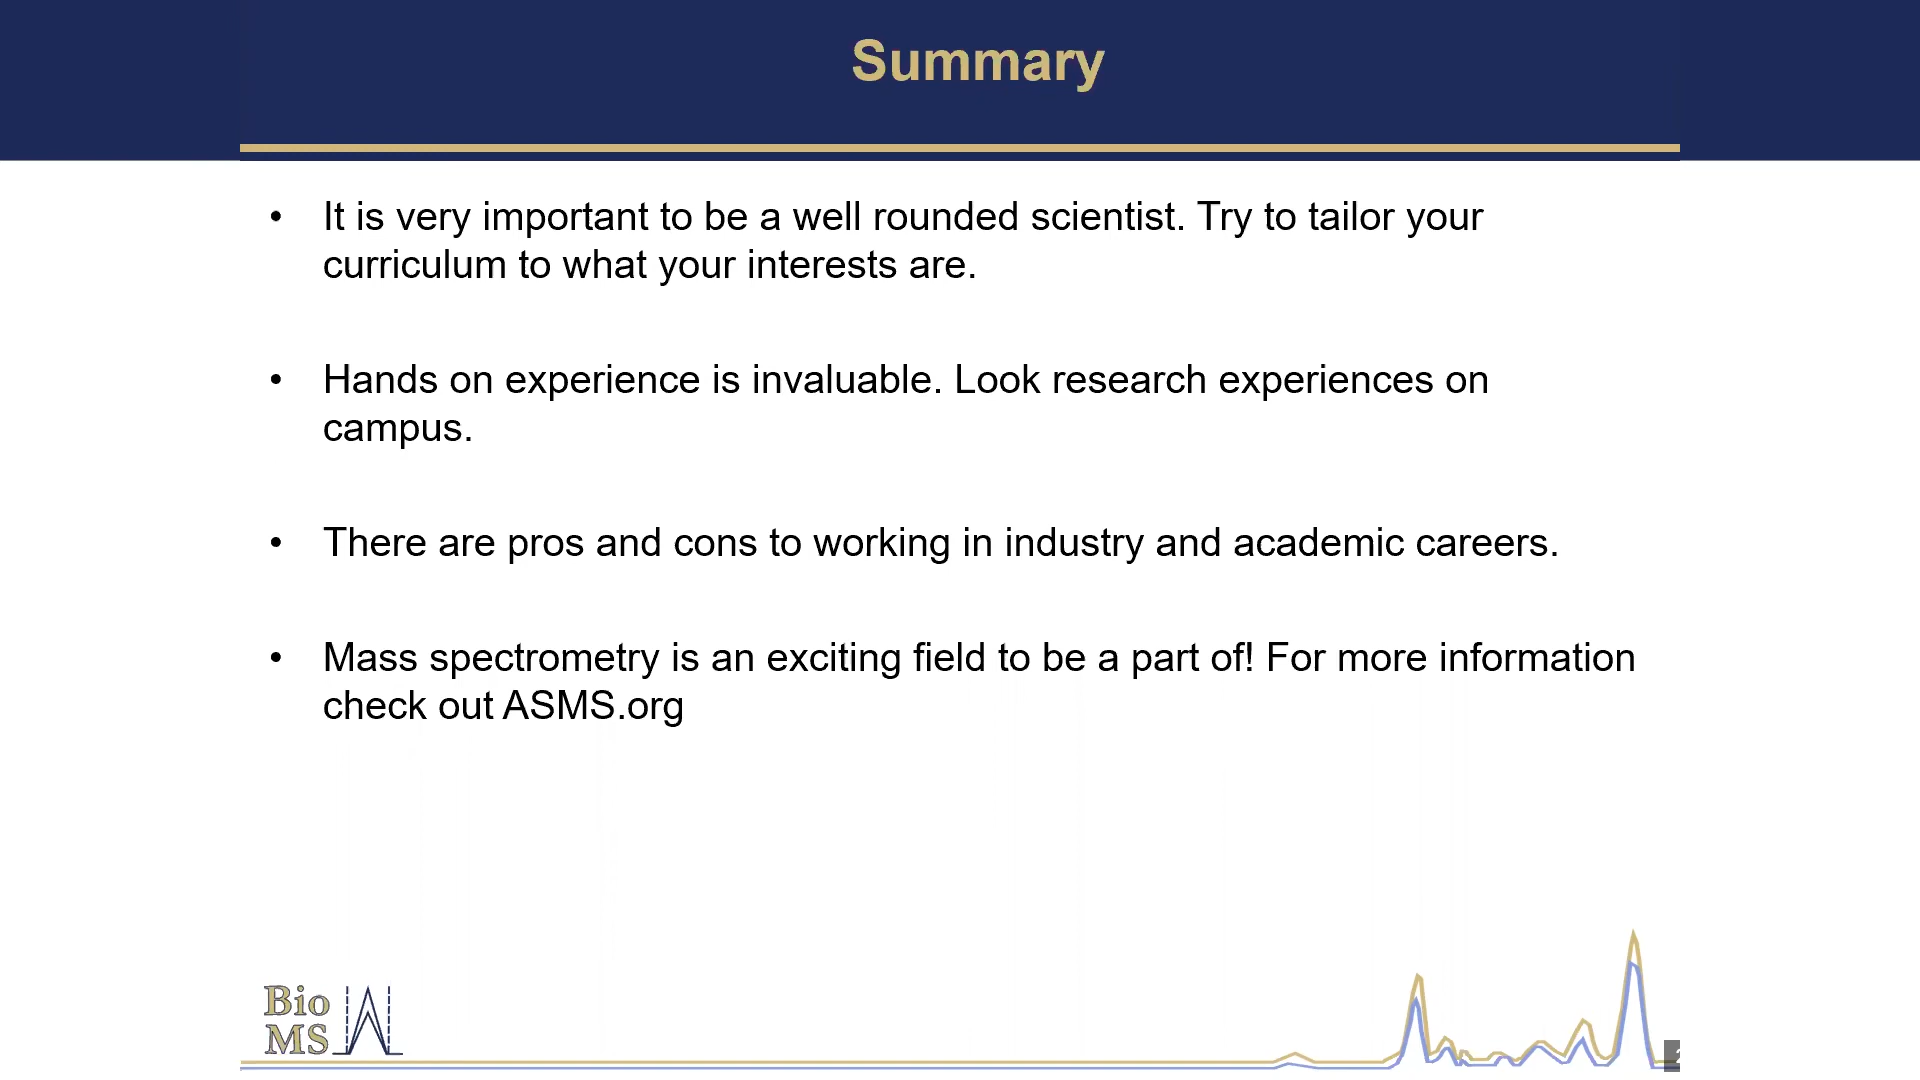 Summary
• It is very important to be a well rounded scientist. Try to tailor your
curriculum to what your interests are.
• Hands on experience is invaluable. Look research experiences on
campus.
• There are pros and cons to working in industry and academic careers.
• Mass spectrometry is an exciting field to be a part of! For more information
check out ASMS.org
Bio
MS